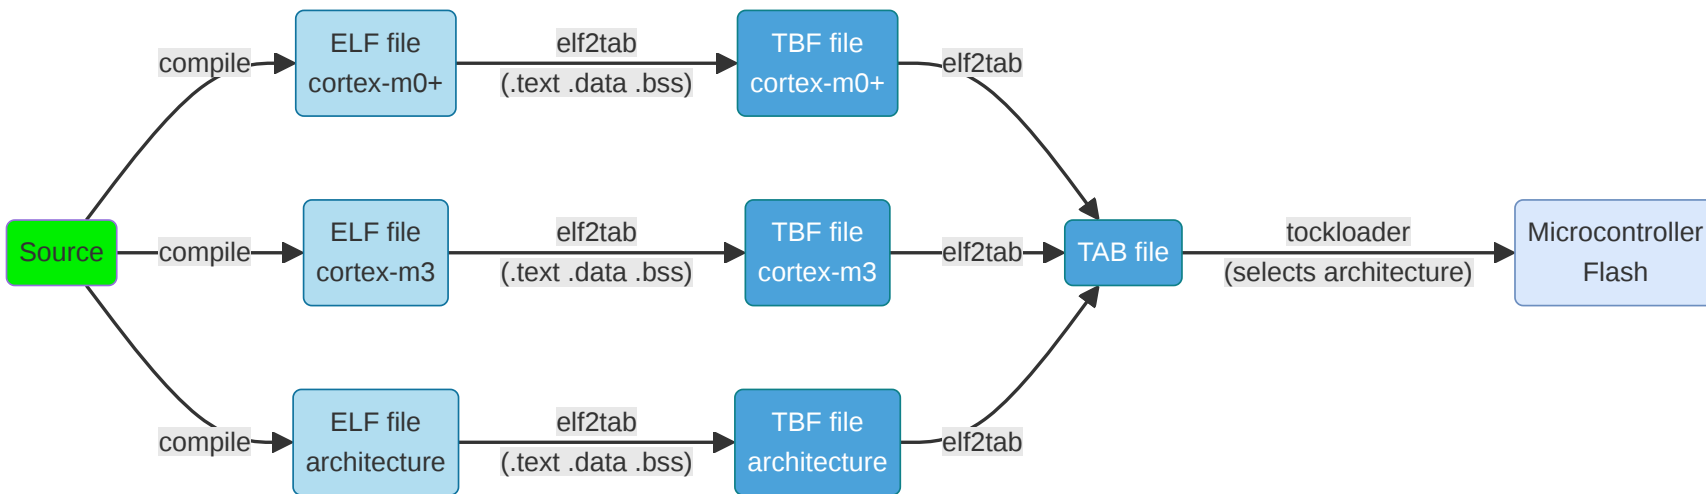 compile
ELF file
cortex-m0+
elf2tab
(.text .data .bss)
TBF file
cortex-m0+
elf2tab
Source
compile
ELF file
cortex-m3
elf2tab
(.text .data .bss)
TBF file
cortex-m3
elf2tab
TAB file
tockloader
(selects architecture)
Microcontroller
Flash
compile
ELF file
architecture
elf2tab
(.text .data .bss)
TBF file
architecture
elf2tab